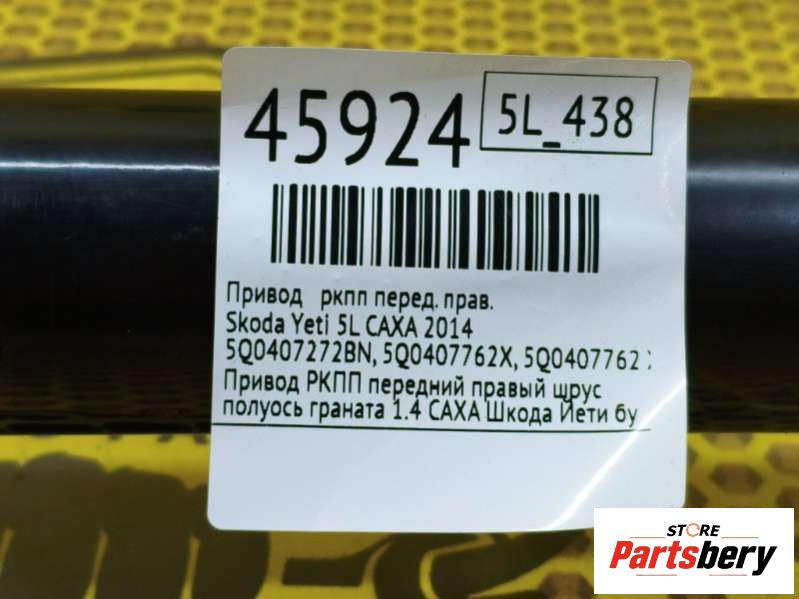 45924
5L_438
Привод ркпп перед. прав.
Skoda Yeti 5L CAXA 2014
5Q0407272BN, 5Q0407762X, 5Q0407762
Привод РКПП передний правый щрус
полуось граната 1.4 CAXA Шкода Йети бу
STORE
Partsbery